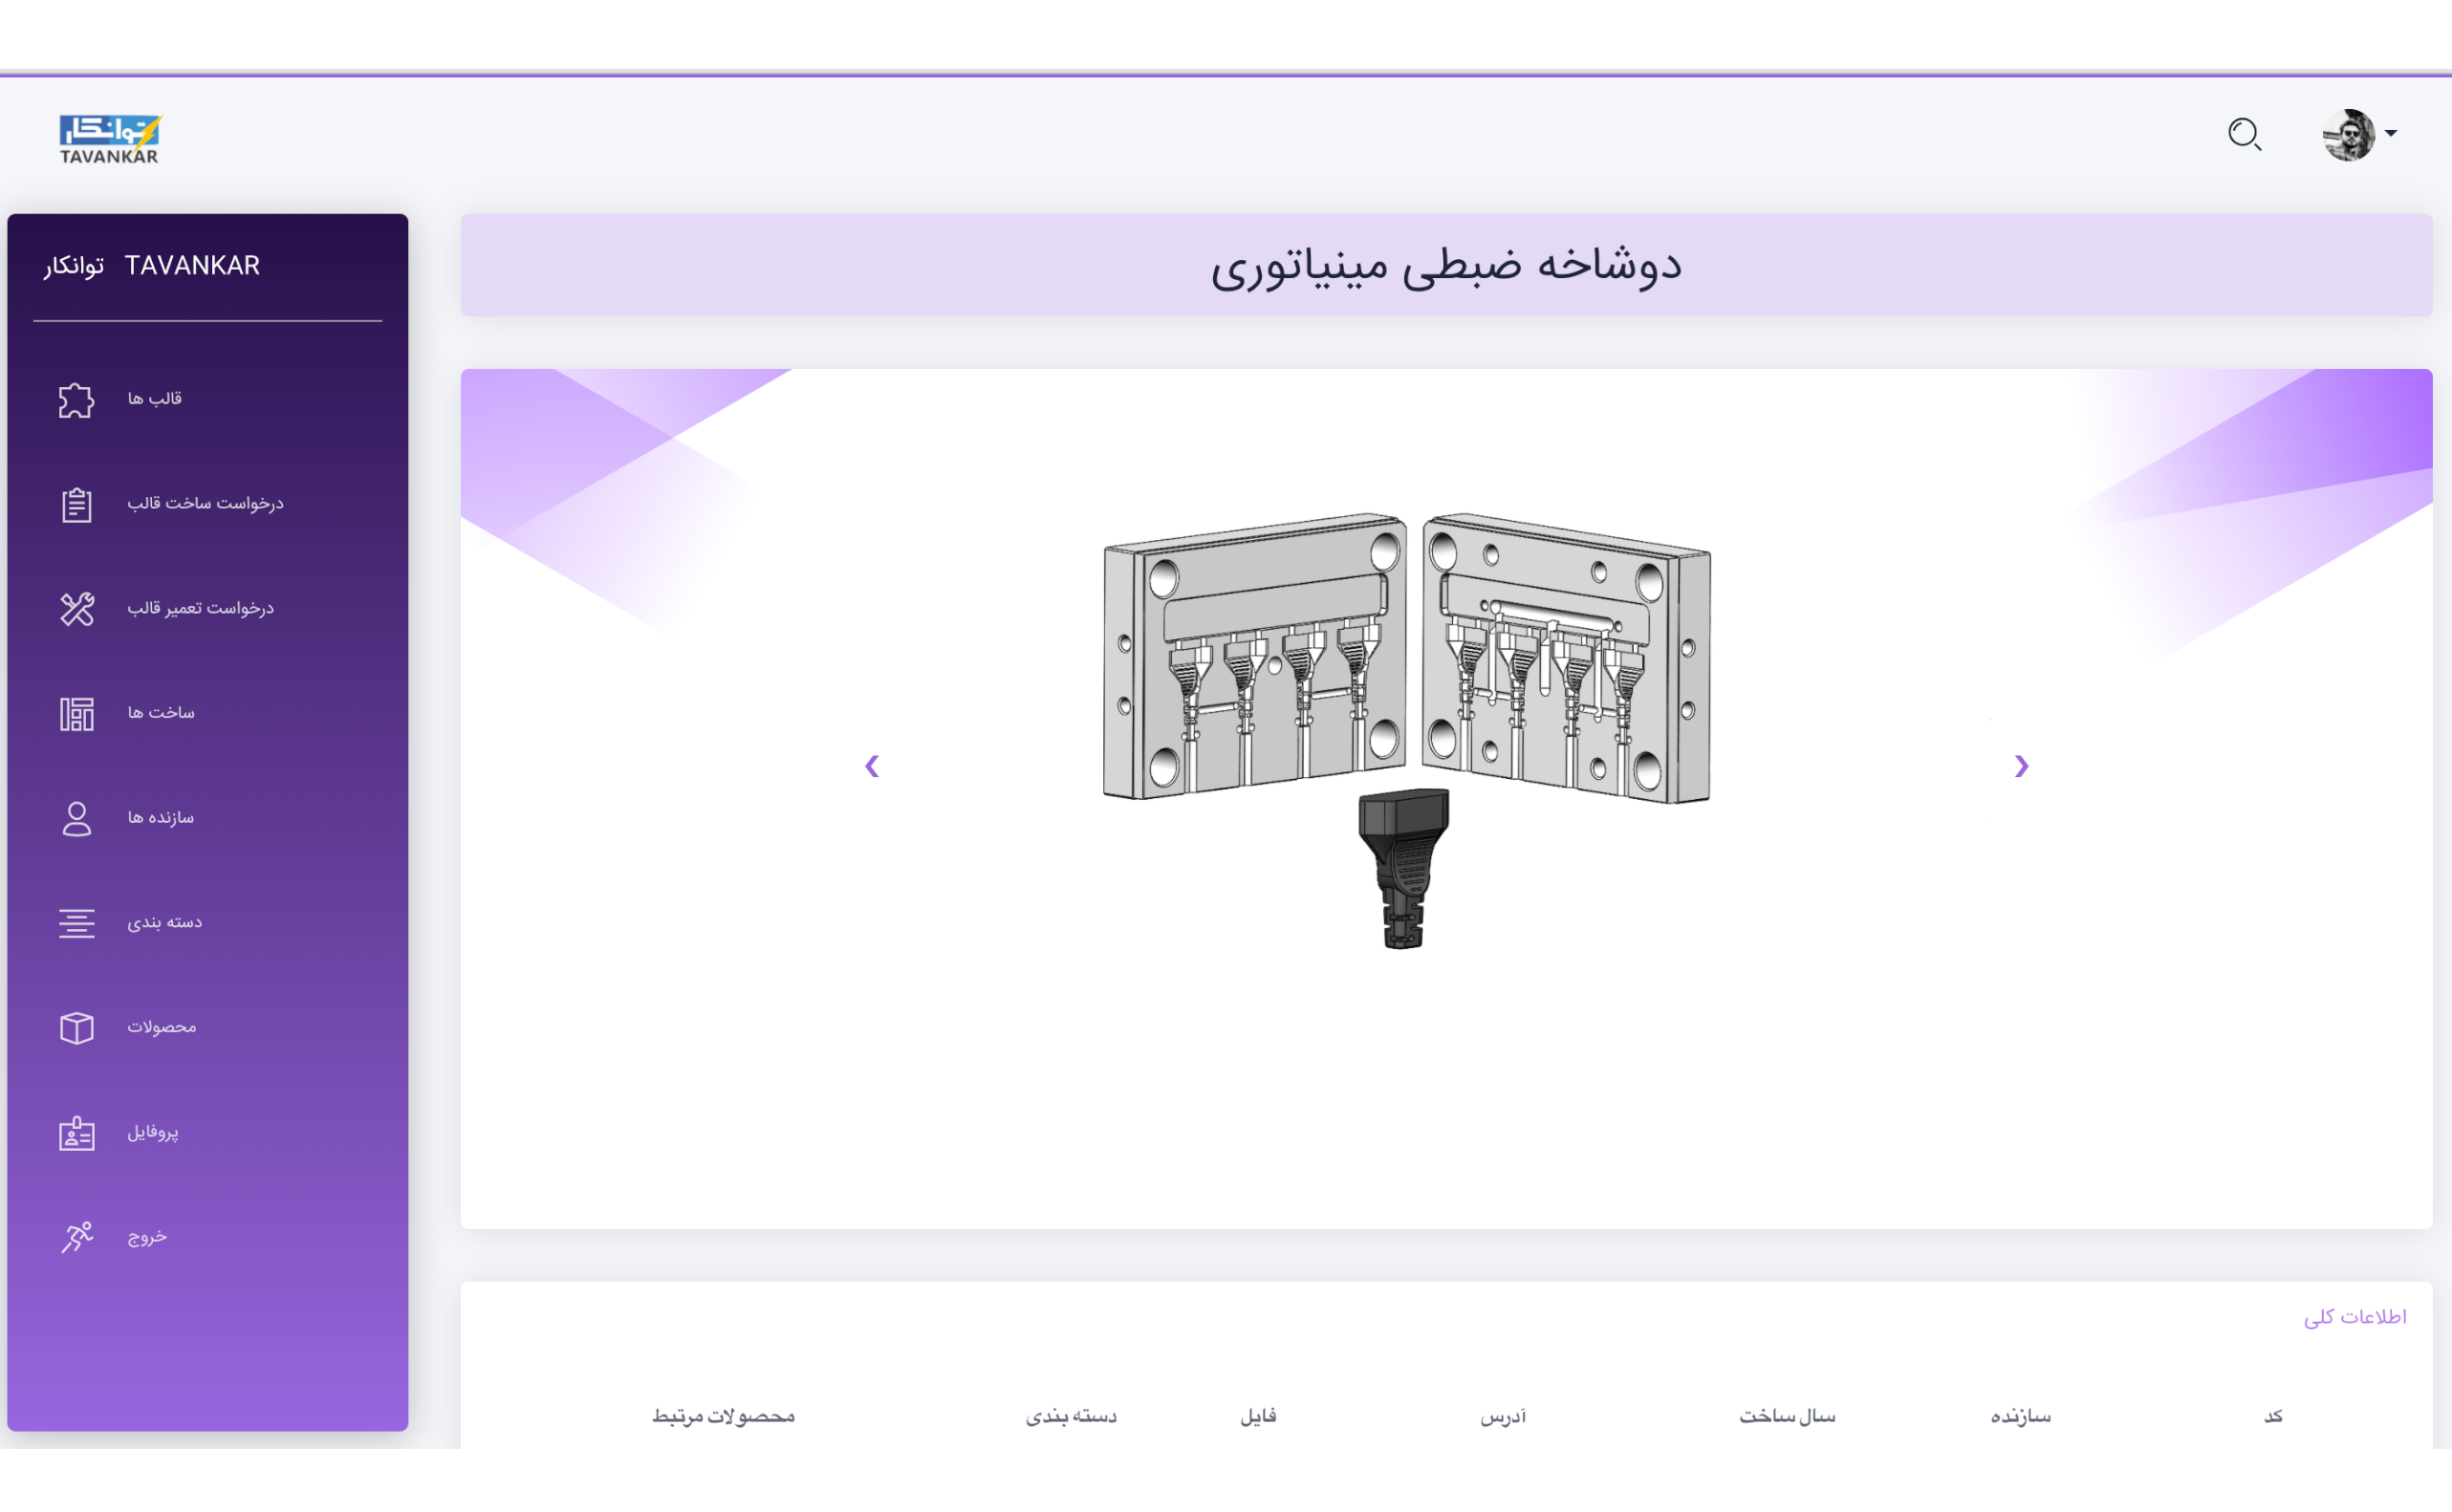 توانکار
TAVANKAR
دوشاخه ضبطی مینیاتوری
توانکار TAVANKAR
قالب ها
درخواست ساخت قالب
درخواست تعمیر قالب
ساخت ها
سازنده ها
دسته بندی
محصولات
پروفایل
خروج
اطلاعات کلی
کد سازنده سال ساخت آدرس فایل دسته بندی محصولات مرتبط